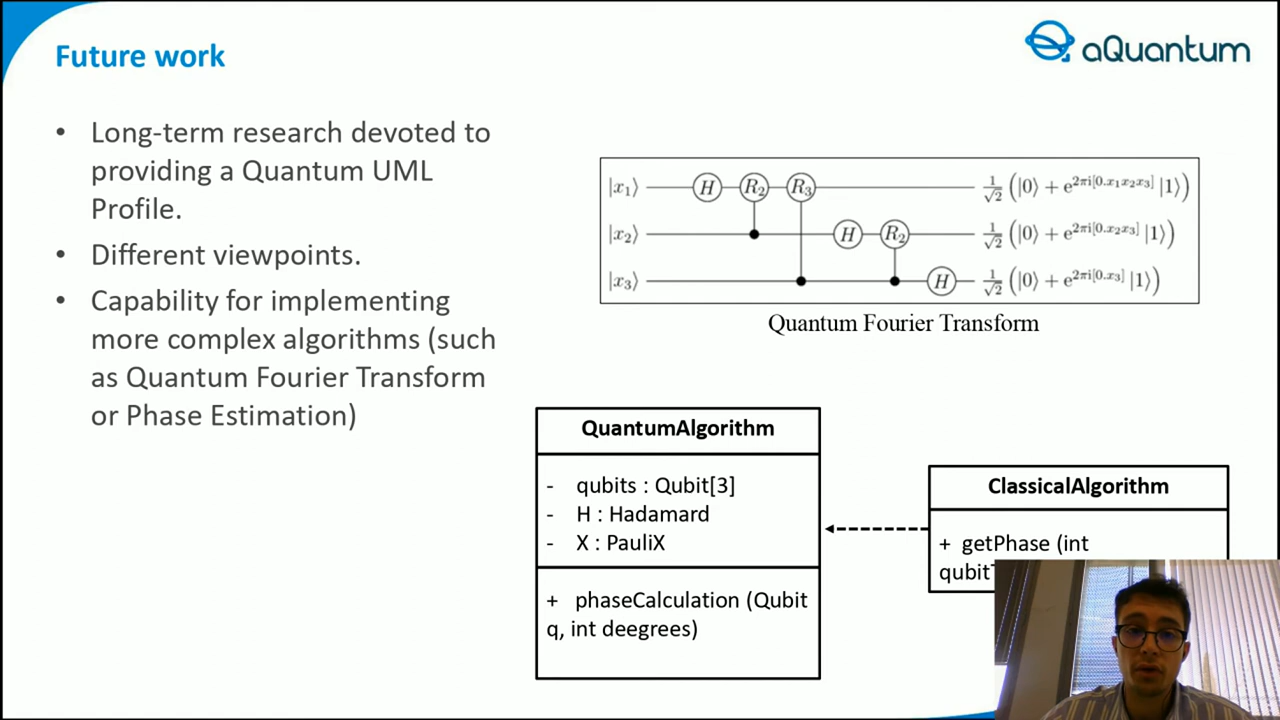 Future work
aQuantum
• Long-term research devoted to
providing a Quantum UML
Profile.
• Different viewpoints.
• Capability for implementing
more complex algorithms (such
as Quantum Fourier Transform
or Phase Estimation)
|x₁⟩ H R₂ R₃ 1/√2 (|0⟩ + e^{2πi[0.x₁x₂x₃]} |1⟩)
|x₂⟩ H R₂ 1/√2 (|0⟩ + e^{2πi[0.x₂x₃]} |1⟩)
|x₃⟩ H 1/√2 (|0⟩ + e^{2πi[0.x₃]} |1⟩)
Quantum Fourier Transform
QuantumAlgorithm
- qubits : Qubit[3]
- H : Hadamard
- X : PauliX
+ phaseCalculation (Qubit
q, int deegrees)
ClassicalAlgorithm
+ getPhase (int